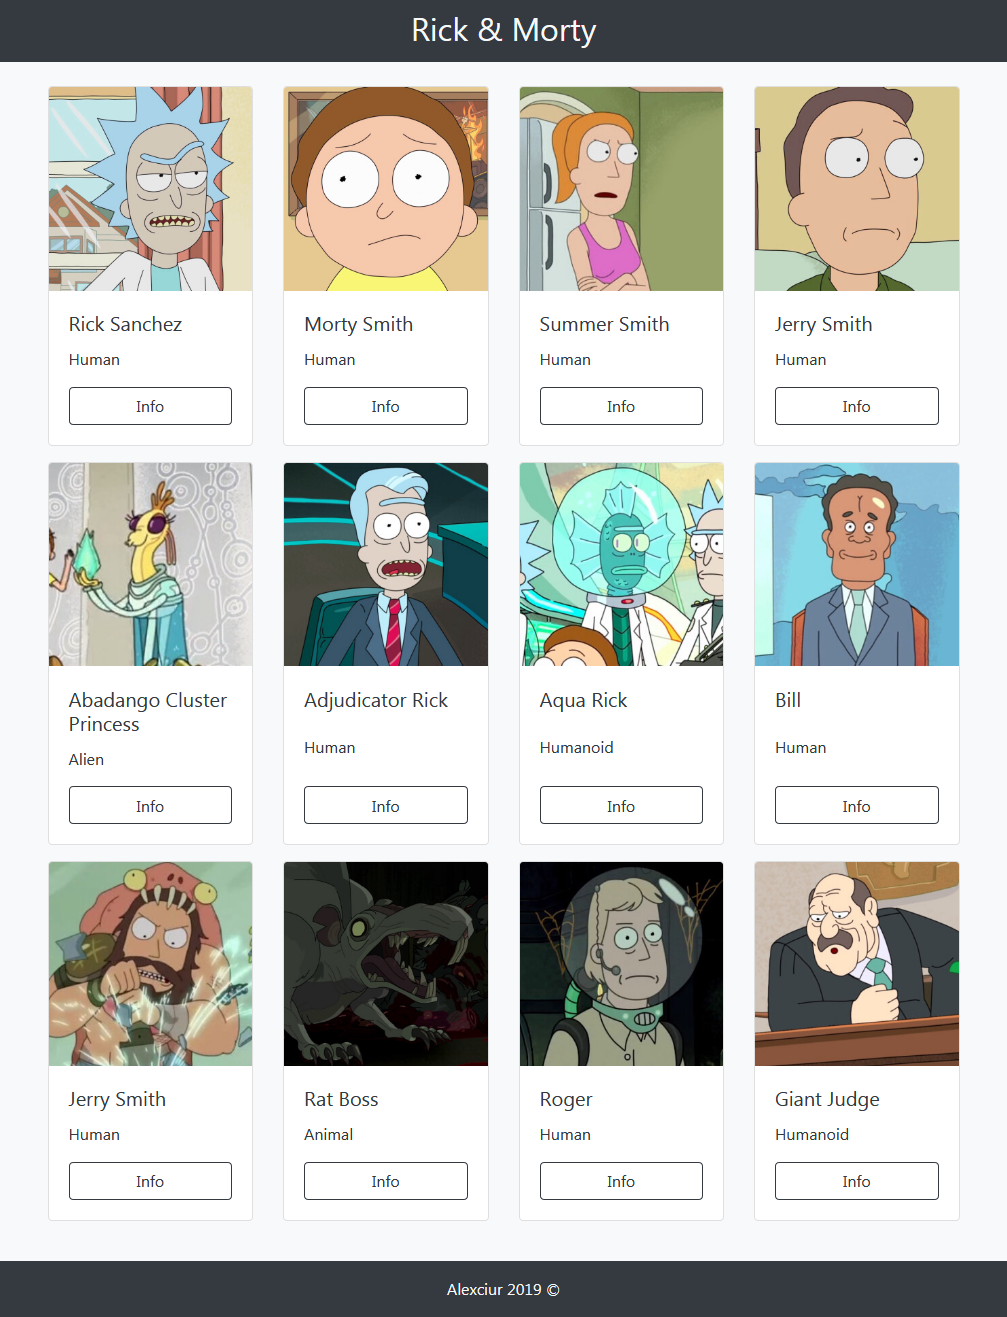 Rick & Morty
Rick Sanchez
Human
Info
Morty Smith
Human
Info
Summer Smith
Human
Info
Jerry Smith
Human
Info
Abadango Cluster
Princess
Alien
Info
Adjudicator Rick
Human
Info
Aqua Rick
Humanoid
Info
Bill
Human
Info
Jerry Smith
Human
Info
Rat Boss
Animal
Info
Roger
Human
Info
Giant Judge
Humanoid
Info
Alexciur 2019 ©